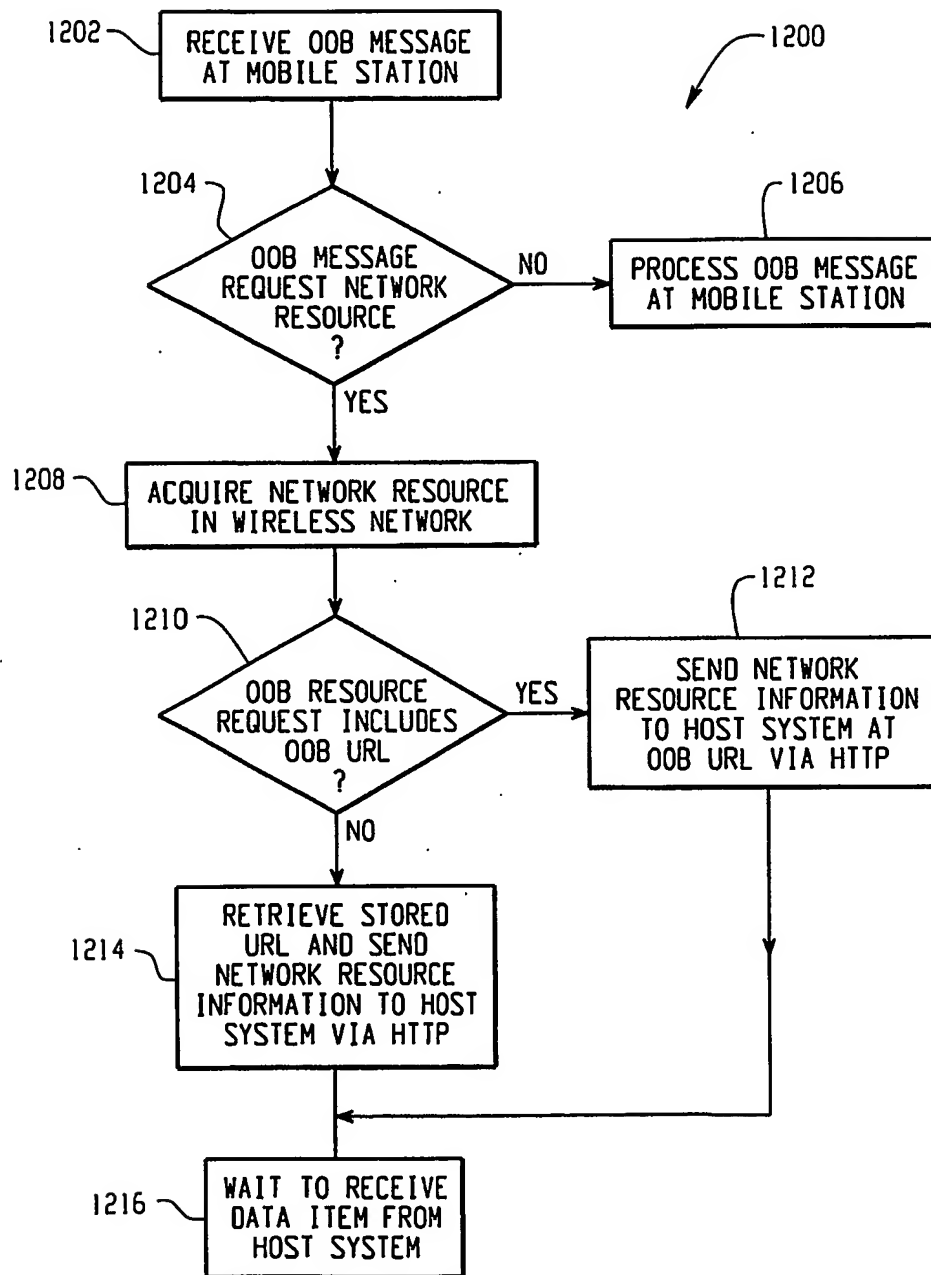 1202
RECEIVE OOB MESSAGE
AT MOBILE STATION
1200
1204
OOB MESSAGE
REQUEST NETWORK
RESOURCE
?
NO
1206
PROCESS OOB MESSAGE
AT MOBILE STATION
YES
1208
ACQUIRE NETWORK RESOURCE
IN WIRELESS NETWORK
1210
OOB RESOURCE
REQUEST INCLUDES
OOB URL
?
YES
1212
SEND NETWORK
RESOURCE INFORMATION
TO HOST SYSTEM AT
OOB URL VIA HTTP
NO
1214
RETRIEVE STORED
URL AND SEND
NETWORK RESOURCE
INFORMATION TO HOST
SYSTEM VIA HTTP
1216
WAIT TO RECEIVE
DATA ITEM FROM
HOST SYSTEM